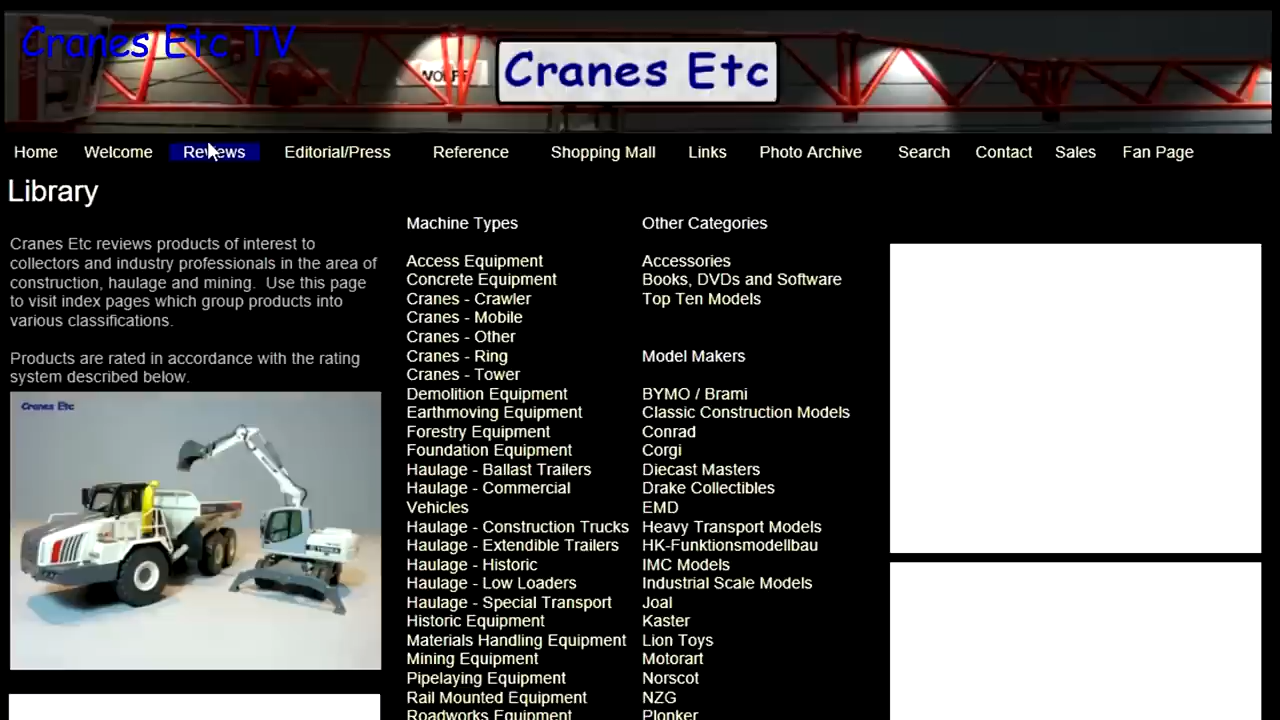 Cranes Etc TV
WOLFF
Cranes Etc
Home Welcome Reviews Editorial/Press Reference Shopping Mall Links Photo Archive Search Contact Sales Fan Page
Library
Cranes Etc reviews products of interest to
collectors and industry professionals in the area of
construction, haulage and mining. Use this page
to visit index pages which group products into
various classifications.
Products are rated in accordance with the rating
system described below.
Cranes Etc
Machine Types
Access Equipment
Concrete Equipment
Cranes - Crawler
Cranes - Mobile
Cranes - Other
Cranes - Ring
Cranes - Tower
Demolition Equipment
Earthmoving Equipment
Forestry Equipment
Foundation Equipment
Haulage - Ballast Trailers
Haulage - Commercial
Vehicles
Haulage - Construction Trucks
Haulage - Extendible Trailers
Haulage - Historic
Haulage - Low Loaders
Haulage - Special Transport
Historic Equipment
Materials Handling Equipment
Mining Equipment
Pipelaying Equipment
Rail Mounted Equipment
Roadworks Equipment
Other Categories
Accessories
Books, DVDs and Software
Top Ten Models
Model Makers
BYMO / Brami
Classic Construction Models
Conrad
Corgi
Diecast Masters
Drake Collectibles
EMD
Heavy Transport Models
HK-Funktionsmodellbau
IMC Models
Industrial Scale Models
Joal
Kaster
Lion Toys
Motorart
Norscot
NZG
Plonker